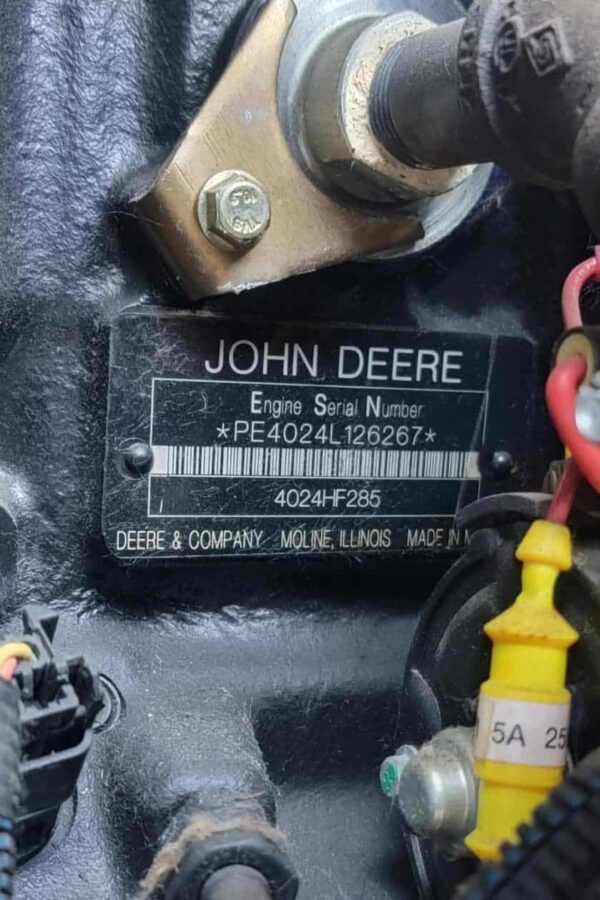 JOHN DEERE
Engine Serial Number
*PE4024L126267*
4024HF285
DEERE & COMPANY MOLINE, ILLINOIS MADE IN
5A 25